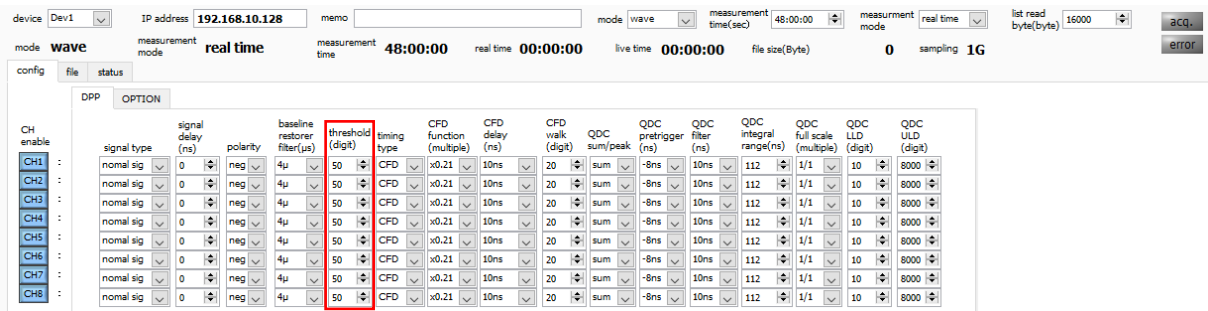 device Dev1 IP address 192.168.10.128 memo mode wave measurement time(sec) 48:00:00 measurment mode real time list read byte(byte) 16000 acq.
mode wave measurement mode real time measurement time 48:00:00 real time 00:00:00 live time 00:00:00 file size(Byte) 0 sampling 1G error
config file status
DPP OPTION
CH enable signal type signal delay (ns) polarity baseline restorer filter(μs) threshold (digit) timing type CFD function (multiple) CFD delay (ns) CFD walk (digit) QDC sum/peak QDC pretrigger (ns) QDC filter (ns) QDC integral range(ns) QDC full scale (multiple) QDC LLD (digit) QDC ULD (digit)
CH1 : nomal sig 0 neg 4μ 50 CFD x0.21 10ns 20 sum -8ns 10ns 112 1/1 10 8000
CH2 : nomal sig 0 neg 4μ 50 CFD x0.21 10ns 20 sum -8ns 10ns 112 1/1 10 8000
CH3 : nomal sig 0 neg 4μ 50 CFD x0.21 10ns 20 sum -8ns 10ns 112 1/1 10 8000
CH4 : nomal sig 0 neg 4μ 50 CFD x0.21 10ns 20 sum -8ns 10ns 112 1/1 10 8000
CH5 : nomal sig 0 neg 4μ 50 CFD x0.21 10ns 20 sum -8ns 10ns 112 1/1 10 8000
CH6 : nomal sig 0 neg 4μ 50 CFD x0.21 10ns 20 sum -8ns 10ns 112 1/1 10 8000
CH7 : nomal sig 0 neg 4μ 50 CFD x0.21 10ns 20 sum -8ns 10ns 112 1/1 10 8000
CH8 : nomal sig 0 neg 4μ 50 CFD x0.21 10ns 20 sum -8ns 10ns 112 1/1 10 8000